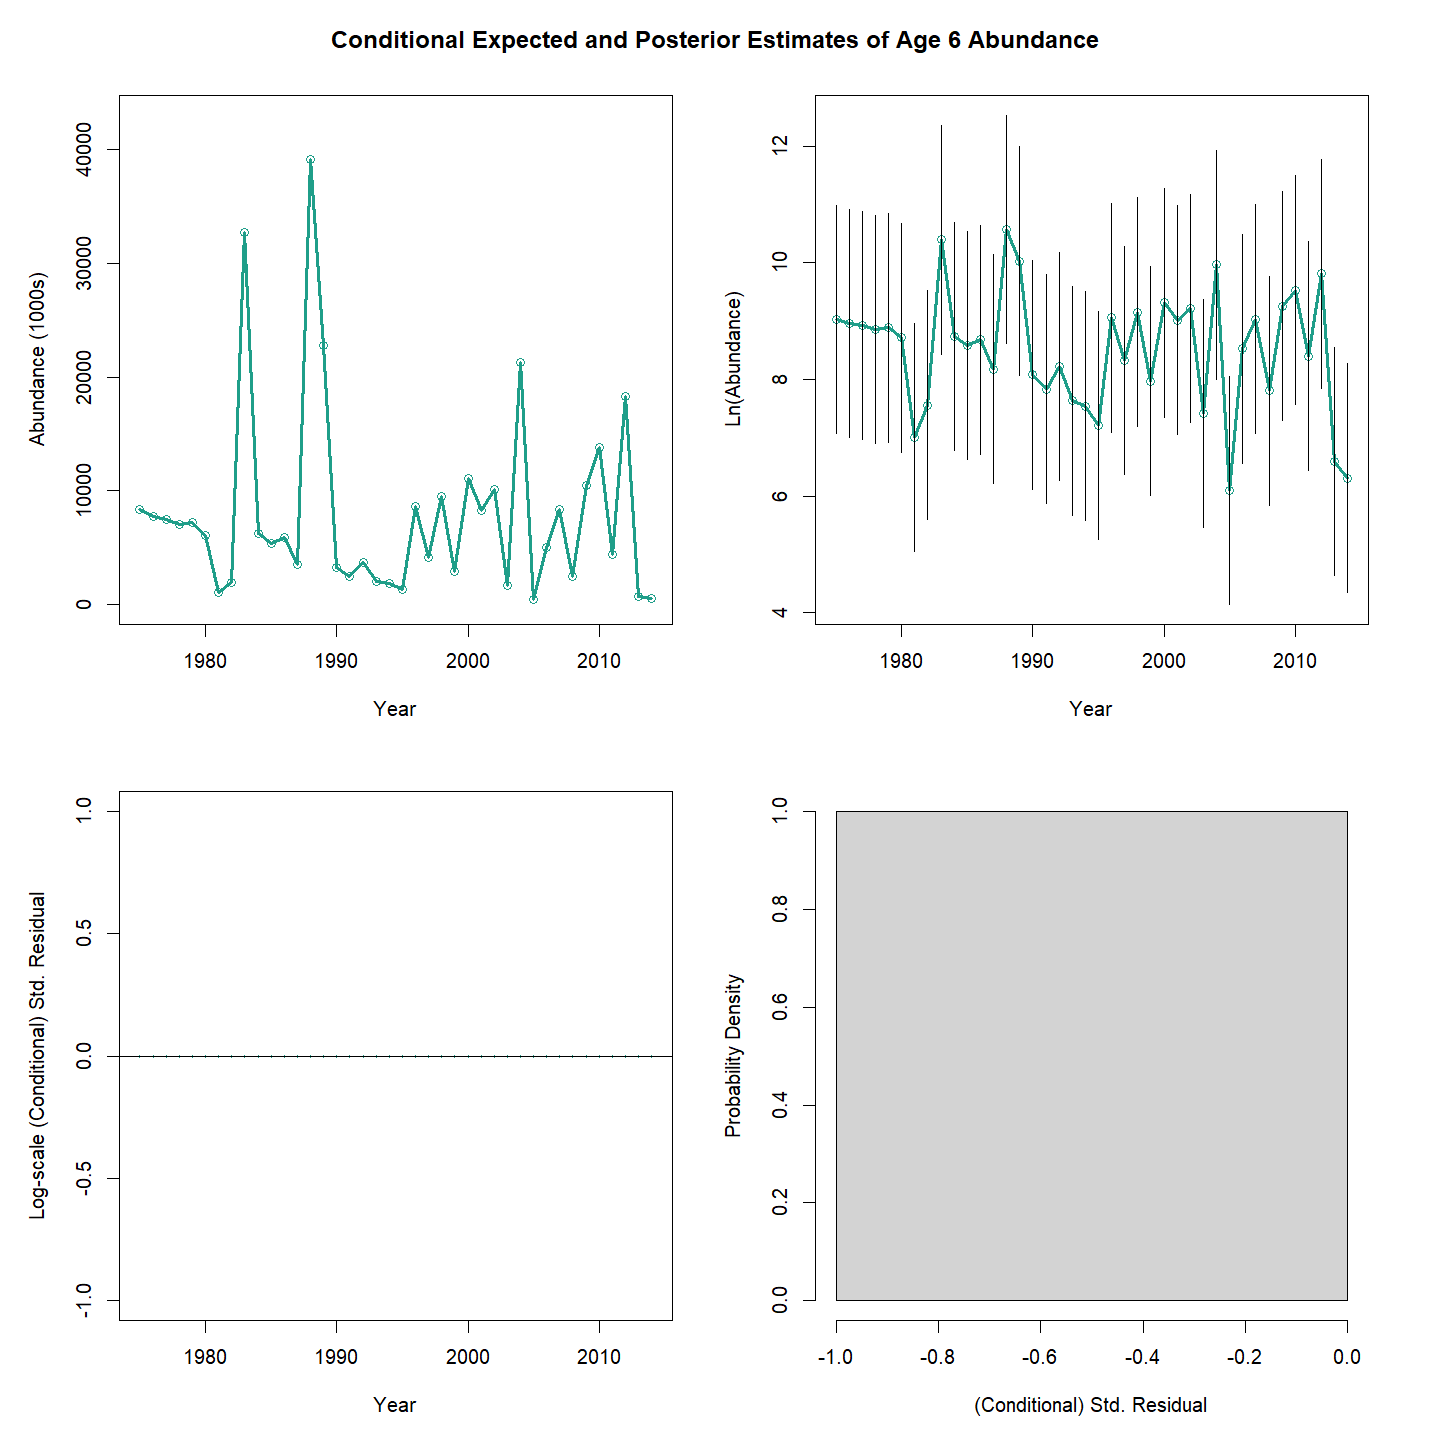 Conditional Expected and Posterior Estimates of Age 6 Abundance
Abundance (1000s)
40000
30000
20000
10000
0
1980 1990 2000 2010
Year
Ln(Abundance)
12
10
8
6
4
1980 1990 2000 2010
Year
Log-scale (Conditional) Std. Residual
1.0
0.5
0.0
-0.5
-1.0
1980 1990 2000 2010
Year
Probability Density
1.0
0.8
0.6
0.4
0.2
0.0
-1.0 -0.8 -0.6 -0.4 -0.2 0.0
(Conditional) Std. Residual